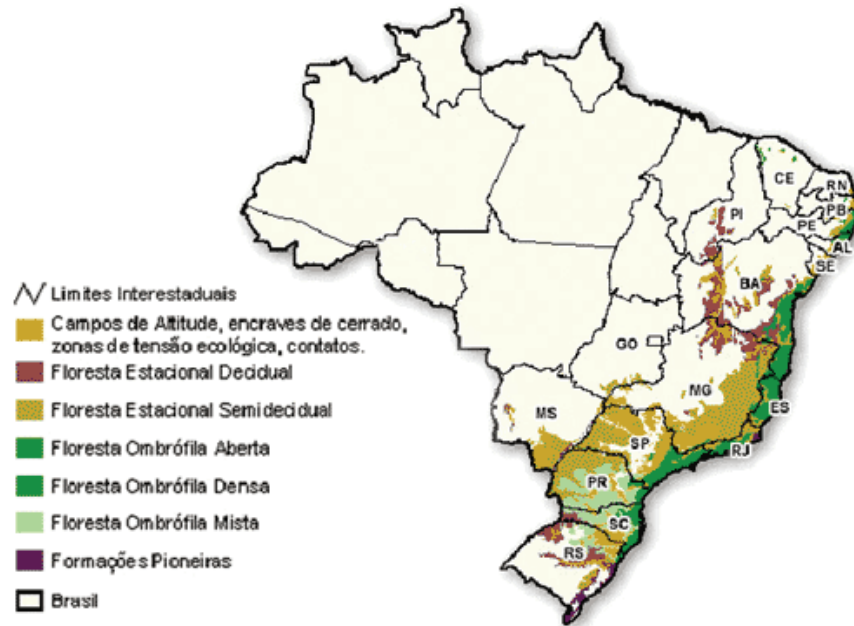 CE
RN
PB
PI
PE
AL
SE
BA
GO
MG
MS
ES
SP
RJ
PR
SC
RS
Limites Interestaduais
Campos de Altitude, encraves de cerrado,
zonas de tensão ecológica, contatos.
Floresta Estacional Decidual
Floresta Estacional Semidecidual
Floresta Ombrófila Aberta
Floresta Ombrófila Densa
Floresta Ombrófila Mista
Formações Pioneiras
Brasil